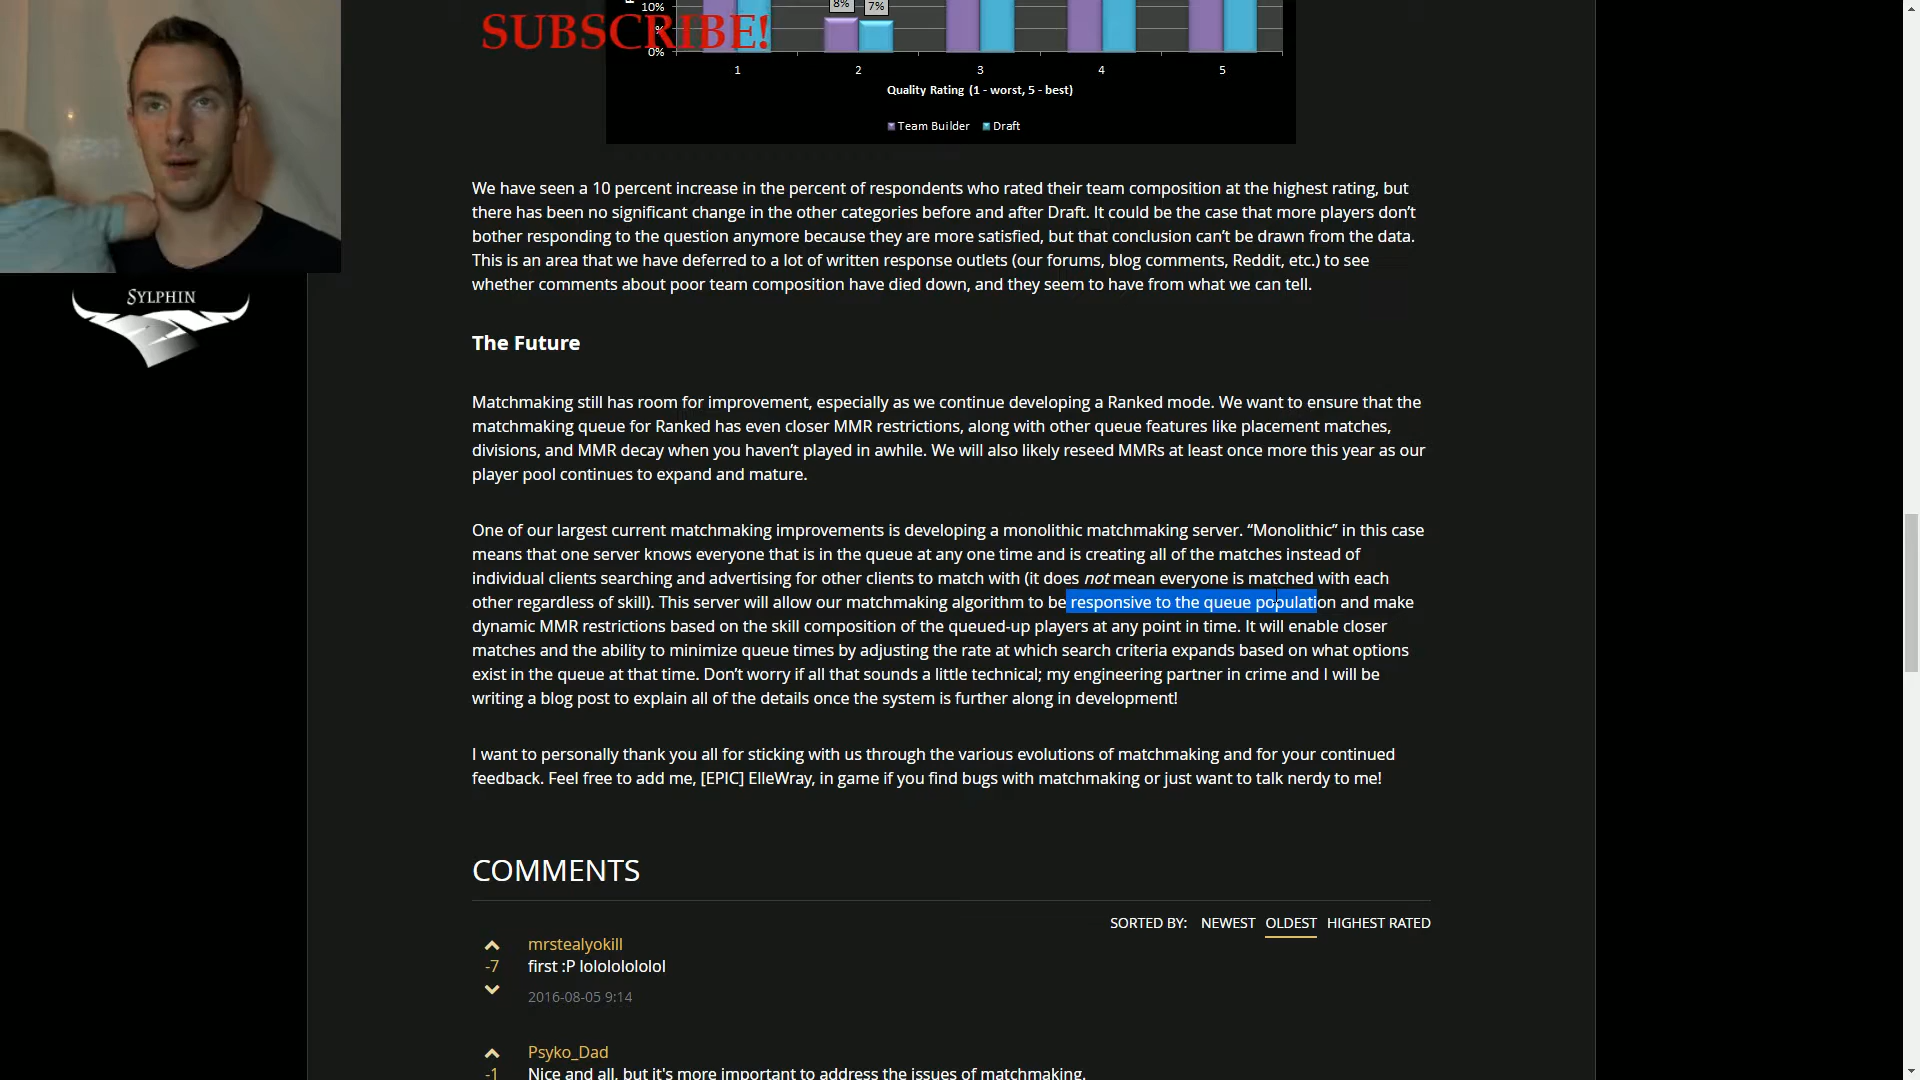 SUBSCRIBE!
10%
8%
7%
0%
1 2 3 4 5
Quality Rating (1 - worst, 5 - best)
Team Builder Draft
SYLPHIN
We have seen a 10 percent increase in the percent of respondents who rated their team composition at the highest rating, but
there has been no significant change in the other categories before and after Draft. It could be the case that more players don’t
bother responding to the question anymore because they are more satisfied, but that conclusion can’t be drawn from the data.
This is an area that we have deferred to a lot of written response outlets (our forums, blog comments, Reddit, etc.) to see
whether comments about poor team composition have died down, and they seem to have from what we can tell.
The Future
Matchmaking still has room for improvement, especially as we continue developing a Ranked mode. We want to ensure that the
matchmaking queue for Ranked has even closer MMR restrictions, along with other queue features like placement matches,
divisions, and MMR decay when you haven’t played in awhile. We will also likely reseed MMRs at least once more this year as our
player pool continues to expand and mature.
One of our largest current matchmaking improvements is developing a monolithic matchmaking server. “Monolithic” in this case
means that one server knows everyone that is in the queue at any one time and is creating all of the matches instead of
individual clients searching and advertising for other clients to match with (it does not mean everyone is matched with each
other regardless of skill). This server will allow our matchmaking algorithm to be responsive to the queue population and make
dynamic MMR restrictions based on the skill composition of the queued-up players at any point in time. It will enable closer
matches and the ability to minimize queue times by adjusting the rate at which search criteria expands based on what options
exist in the queue at that time. Don’t worry if all that sounds a little technical; my engineering partner in crime and I will be
writing a blog post to explain all of the details once the system is further along in development!
I want to personally thank you all for sticking with us through the various evolutions of matchmaking and for your continued
feedback. Feel free to add me, [EPIC] ElleWray, in game if you find bugs with matchmaking or just want to talk nerdy to me!
COMMENTS
SORTED BY: NEWEST OLDEST HIGHEST RATED
mrstealyokill
-7 first :P lolololololol
2016-08-05 9:14
Psyko_Dad
-1 Nice and all, but it's more important to address the issues of matchmaking.